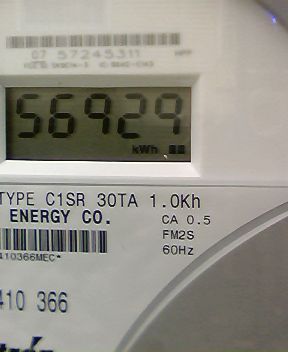 07 57245311
56929
kWh
TYPE C1SR 30TA 1.0Kh
ENERGY CO.
CA 0.5
FM2S
60Hz
410366MEC*
410 366